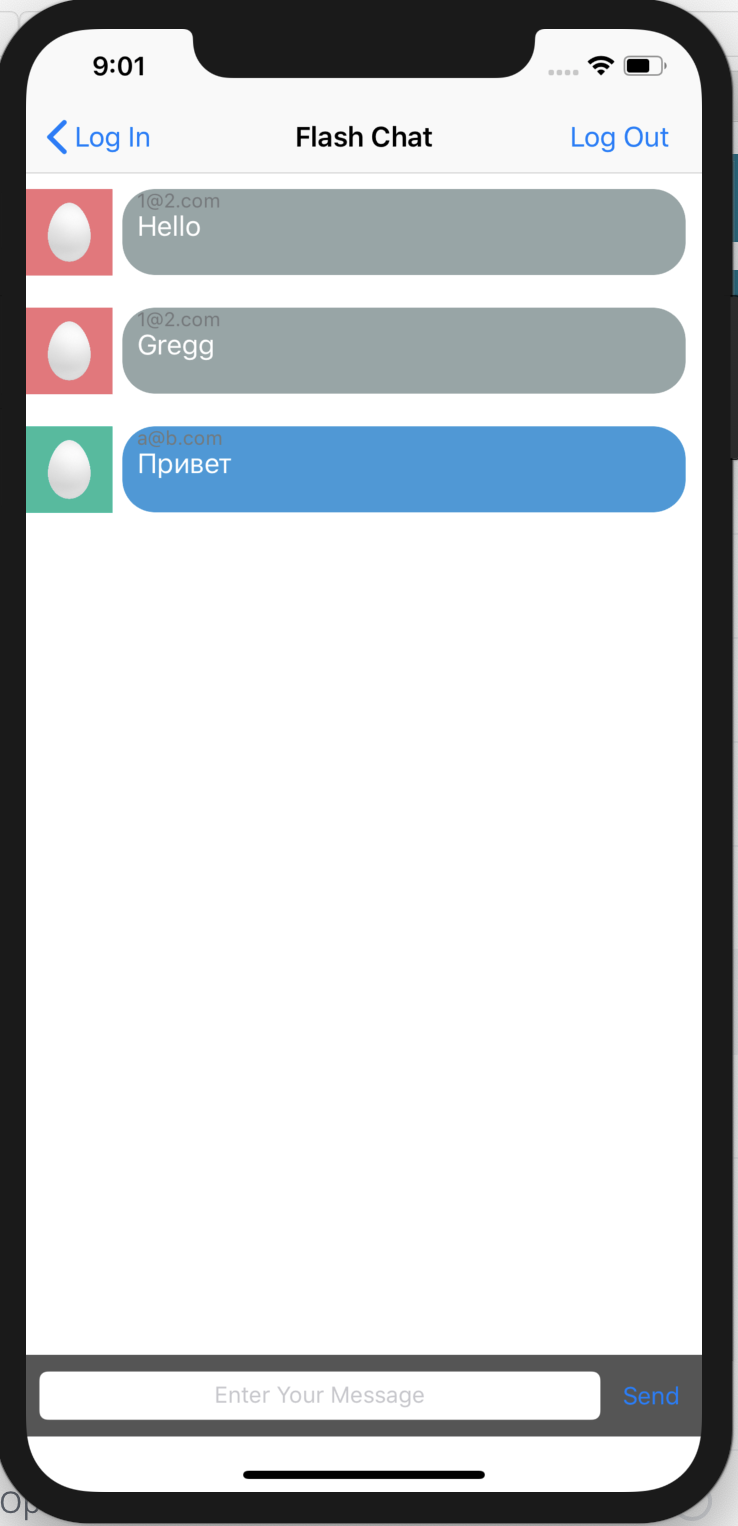 9:01
Log In
Flash Chat
Log Out
1@2.com
Hello
1@2.com
Gregg
a@b.com
Привет
Enter Your Message
Send
Op